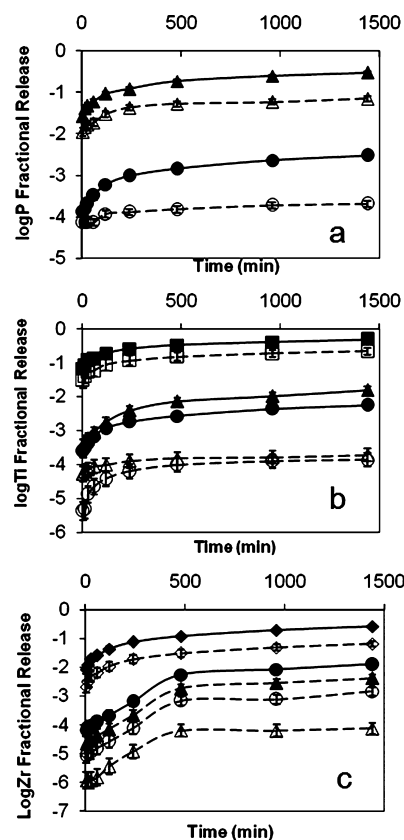 0 500 1000 1500
0
-1
-2
-3
-4
-5
logP Fractional Release
a
Time (min)
0 500 1000 1500
0
-1
-2
-3
-4
-5
-6
logTi Fractional Release
b
Time (min)
0 500 1000 1500
0
-1
-2
-3
-4
-5
-6
-7
LogZr Fractional Release
c
Time (min)